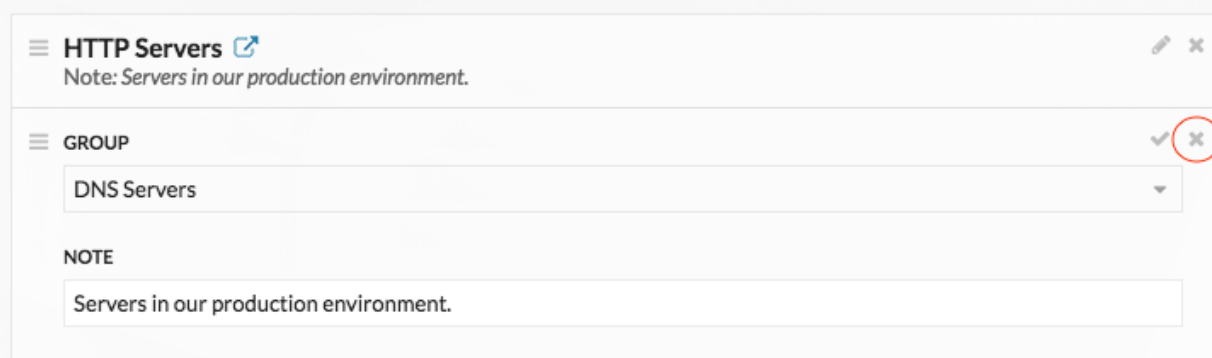 HTTP Servers
Note: Servers in our production environment.
GROUP
DNS Servers
NOTE
Servers in our production environment.